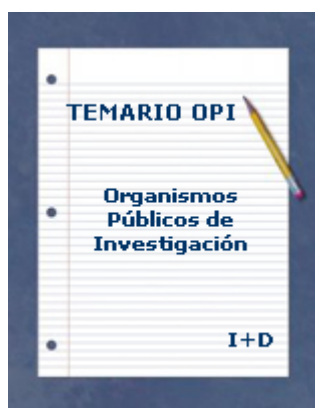 TEMARIO OPI
Organismos
Públicos de
Investigación
I+D